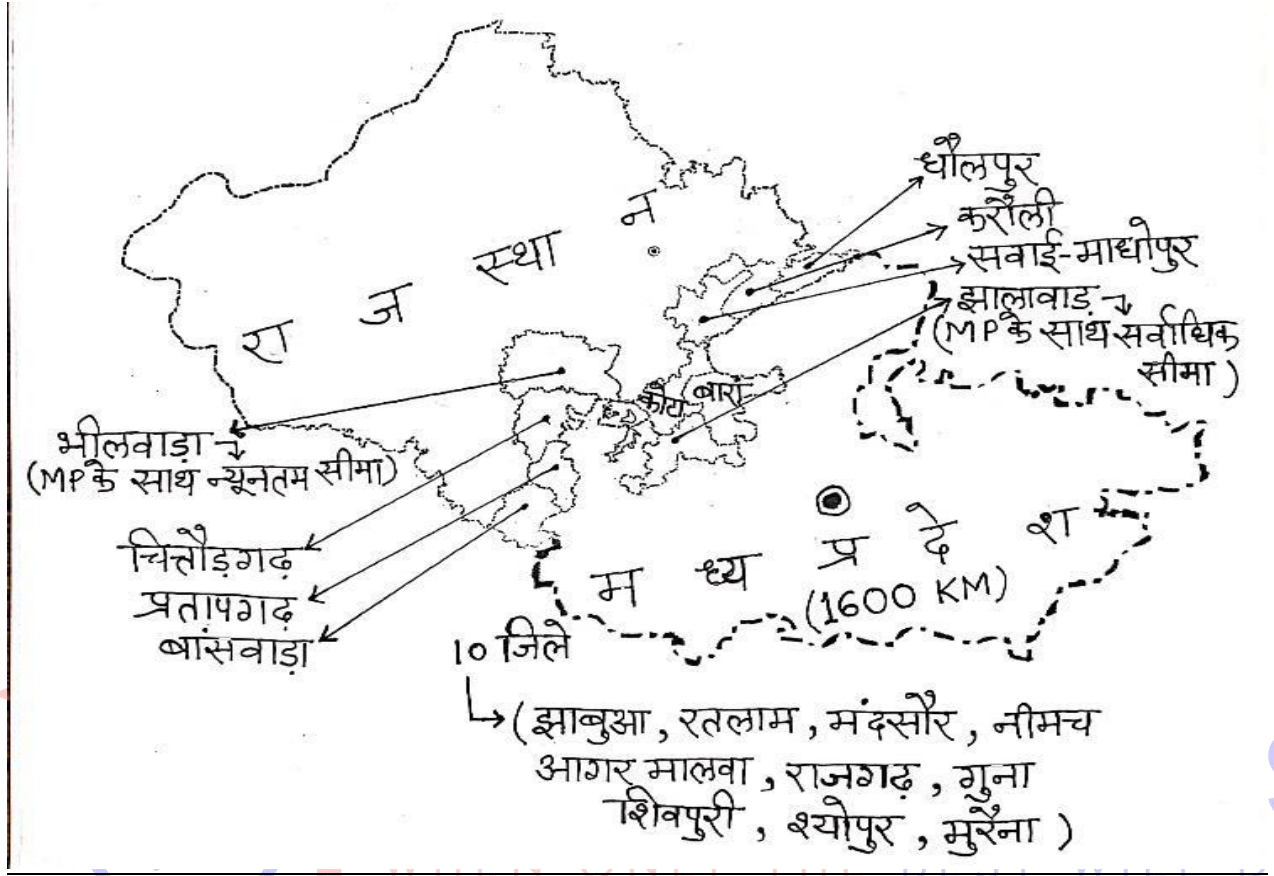 रा ज स्था न
धौलपुर
करौली
सवाई-माधोपुर
झालावाड़
(MP के साथ सर्वाधिक
सीमा)
कोटा बारां
भीलवाड़ा
(MP के साथ न्यूनतम सीमा)
चित्तौड़गढ़
प्रतापगढ़
बांसवाड़ा
म ध्य प्र दे श
(1600 KM)
10 जिले
(झाबुआ, रतलाम, मंदसौर, नीमच
आगर मालवा, राजगढ़, गुना
शिवपुरी, श्योपुर, मुरैना)